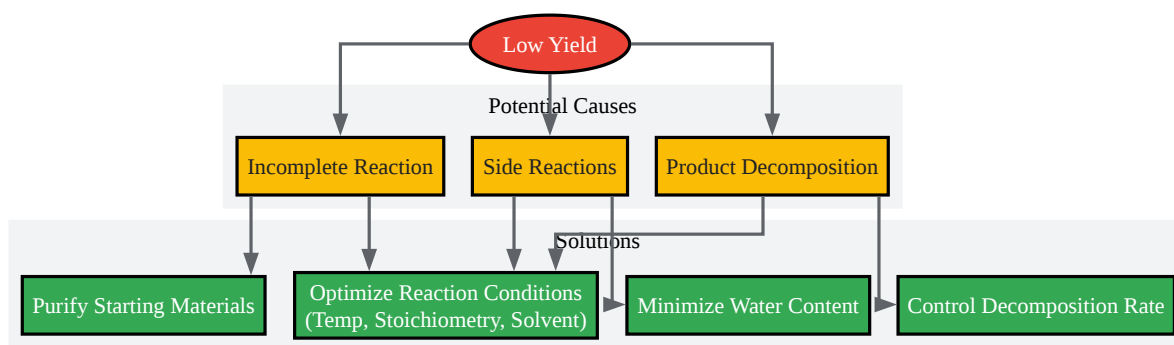 Low Yield
Potential Causes
Incomplete Reaction
Side Reactions
Product Decomposition
Solutions
Purify Starting Materials
Optimize Reaction Conditions
(Temp, Stoichiometry, Solvent)
Minimize Water Content
Control Decomposition Rate